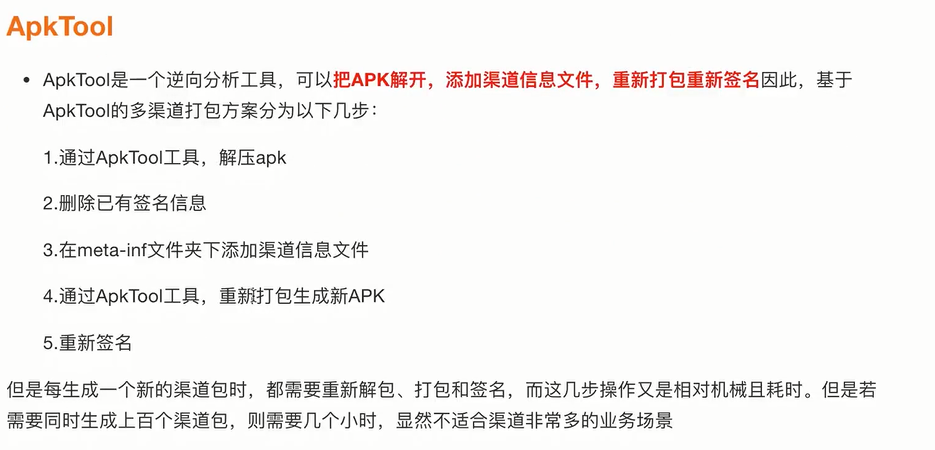 ApkTool
• ApkTool是一个逆向分析工具，可以把APK解开，添加渠道信息文件，重新打包重新签名因此，基于
ApkTool的多渠道打包方案分为以下几步：
1.通过ApkTool工具，解压apk
2.删除已有签名信息
3.在meta-inf文件夹下添加渠道信息文件
4.通过ApkTool工具，重新打包生成新APK
5.重新签名
但是每生成一个新的渠道包时，都需要重新解包、打包和签名，而这几步操作又是相对机械且耗时。但是若
需要同时生成上百个渠道包，则需要几个小时，显然不适合渠道非常多的业务场景